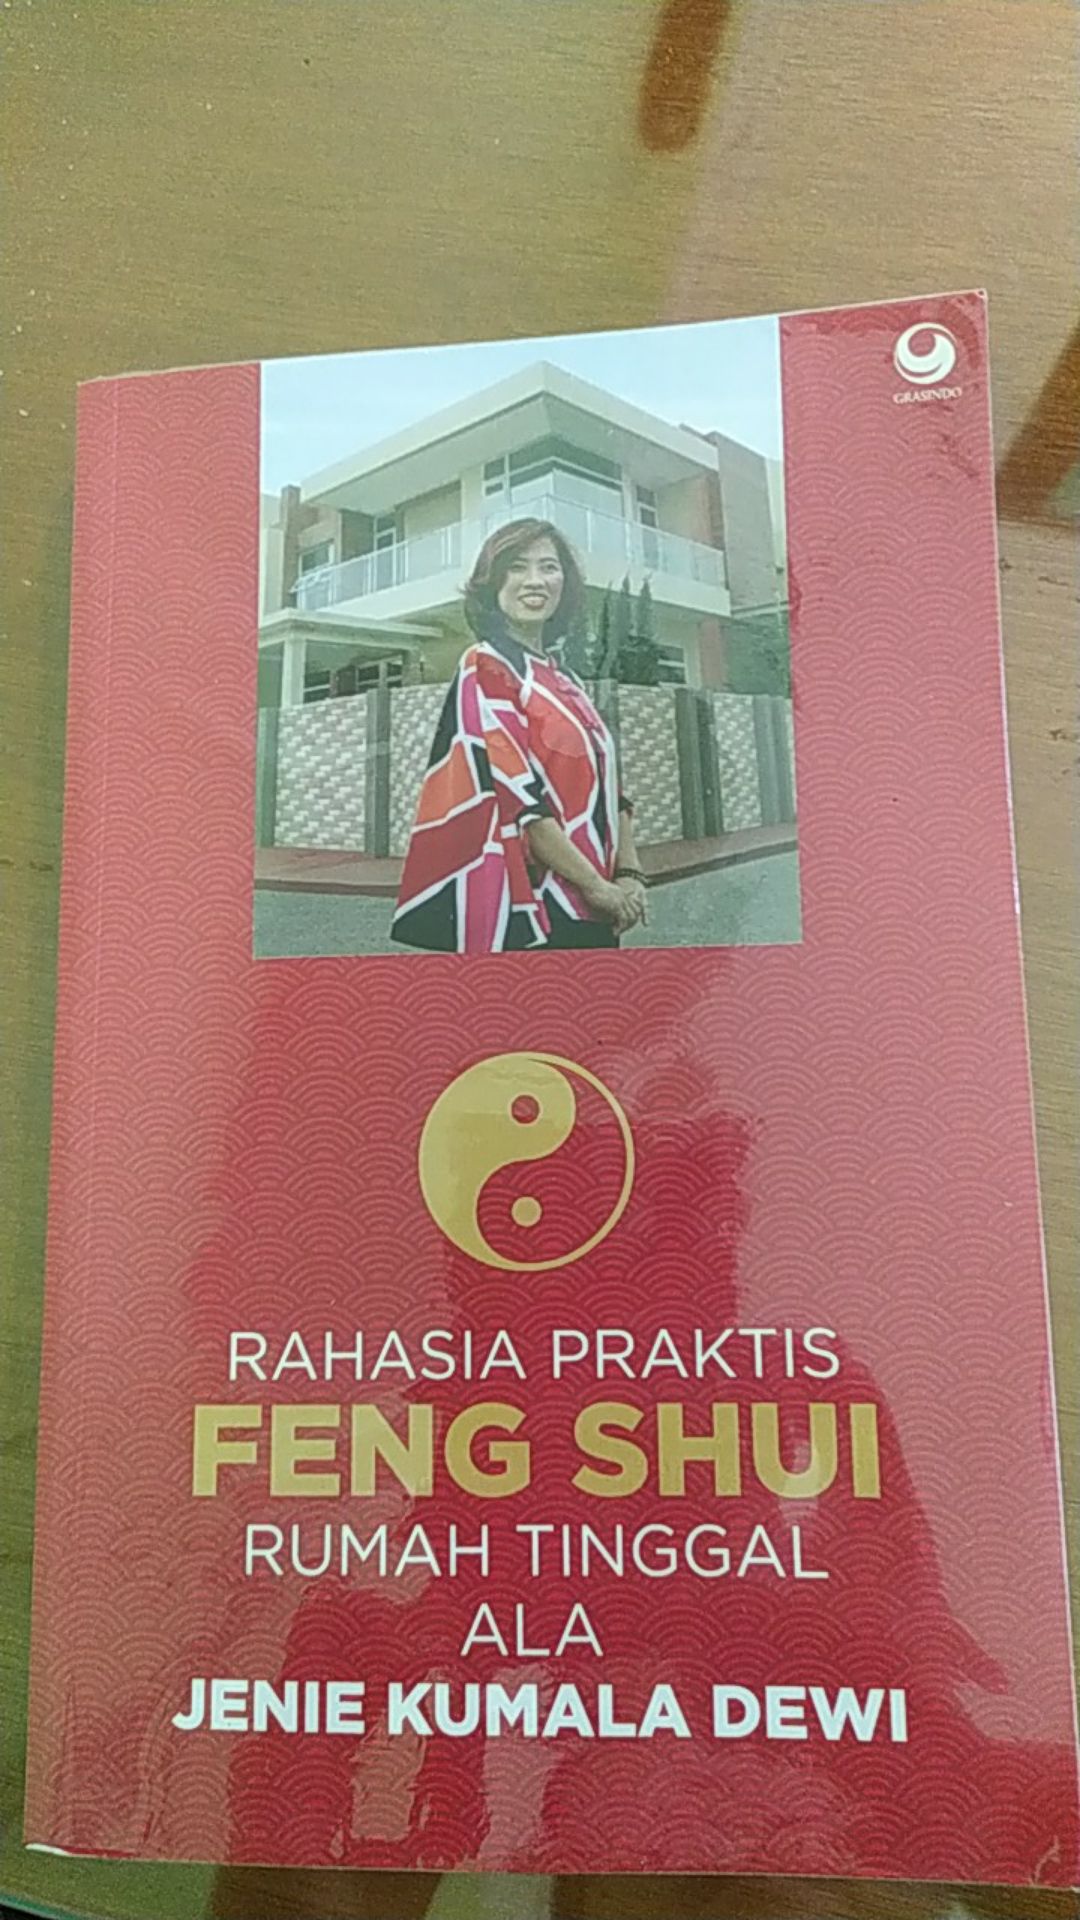 GRASINDO
RAHASIA PRAKTIS
FENG SHUI
RUMAH TINGGAL
ALA
JENIE KUMALA DEWI